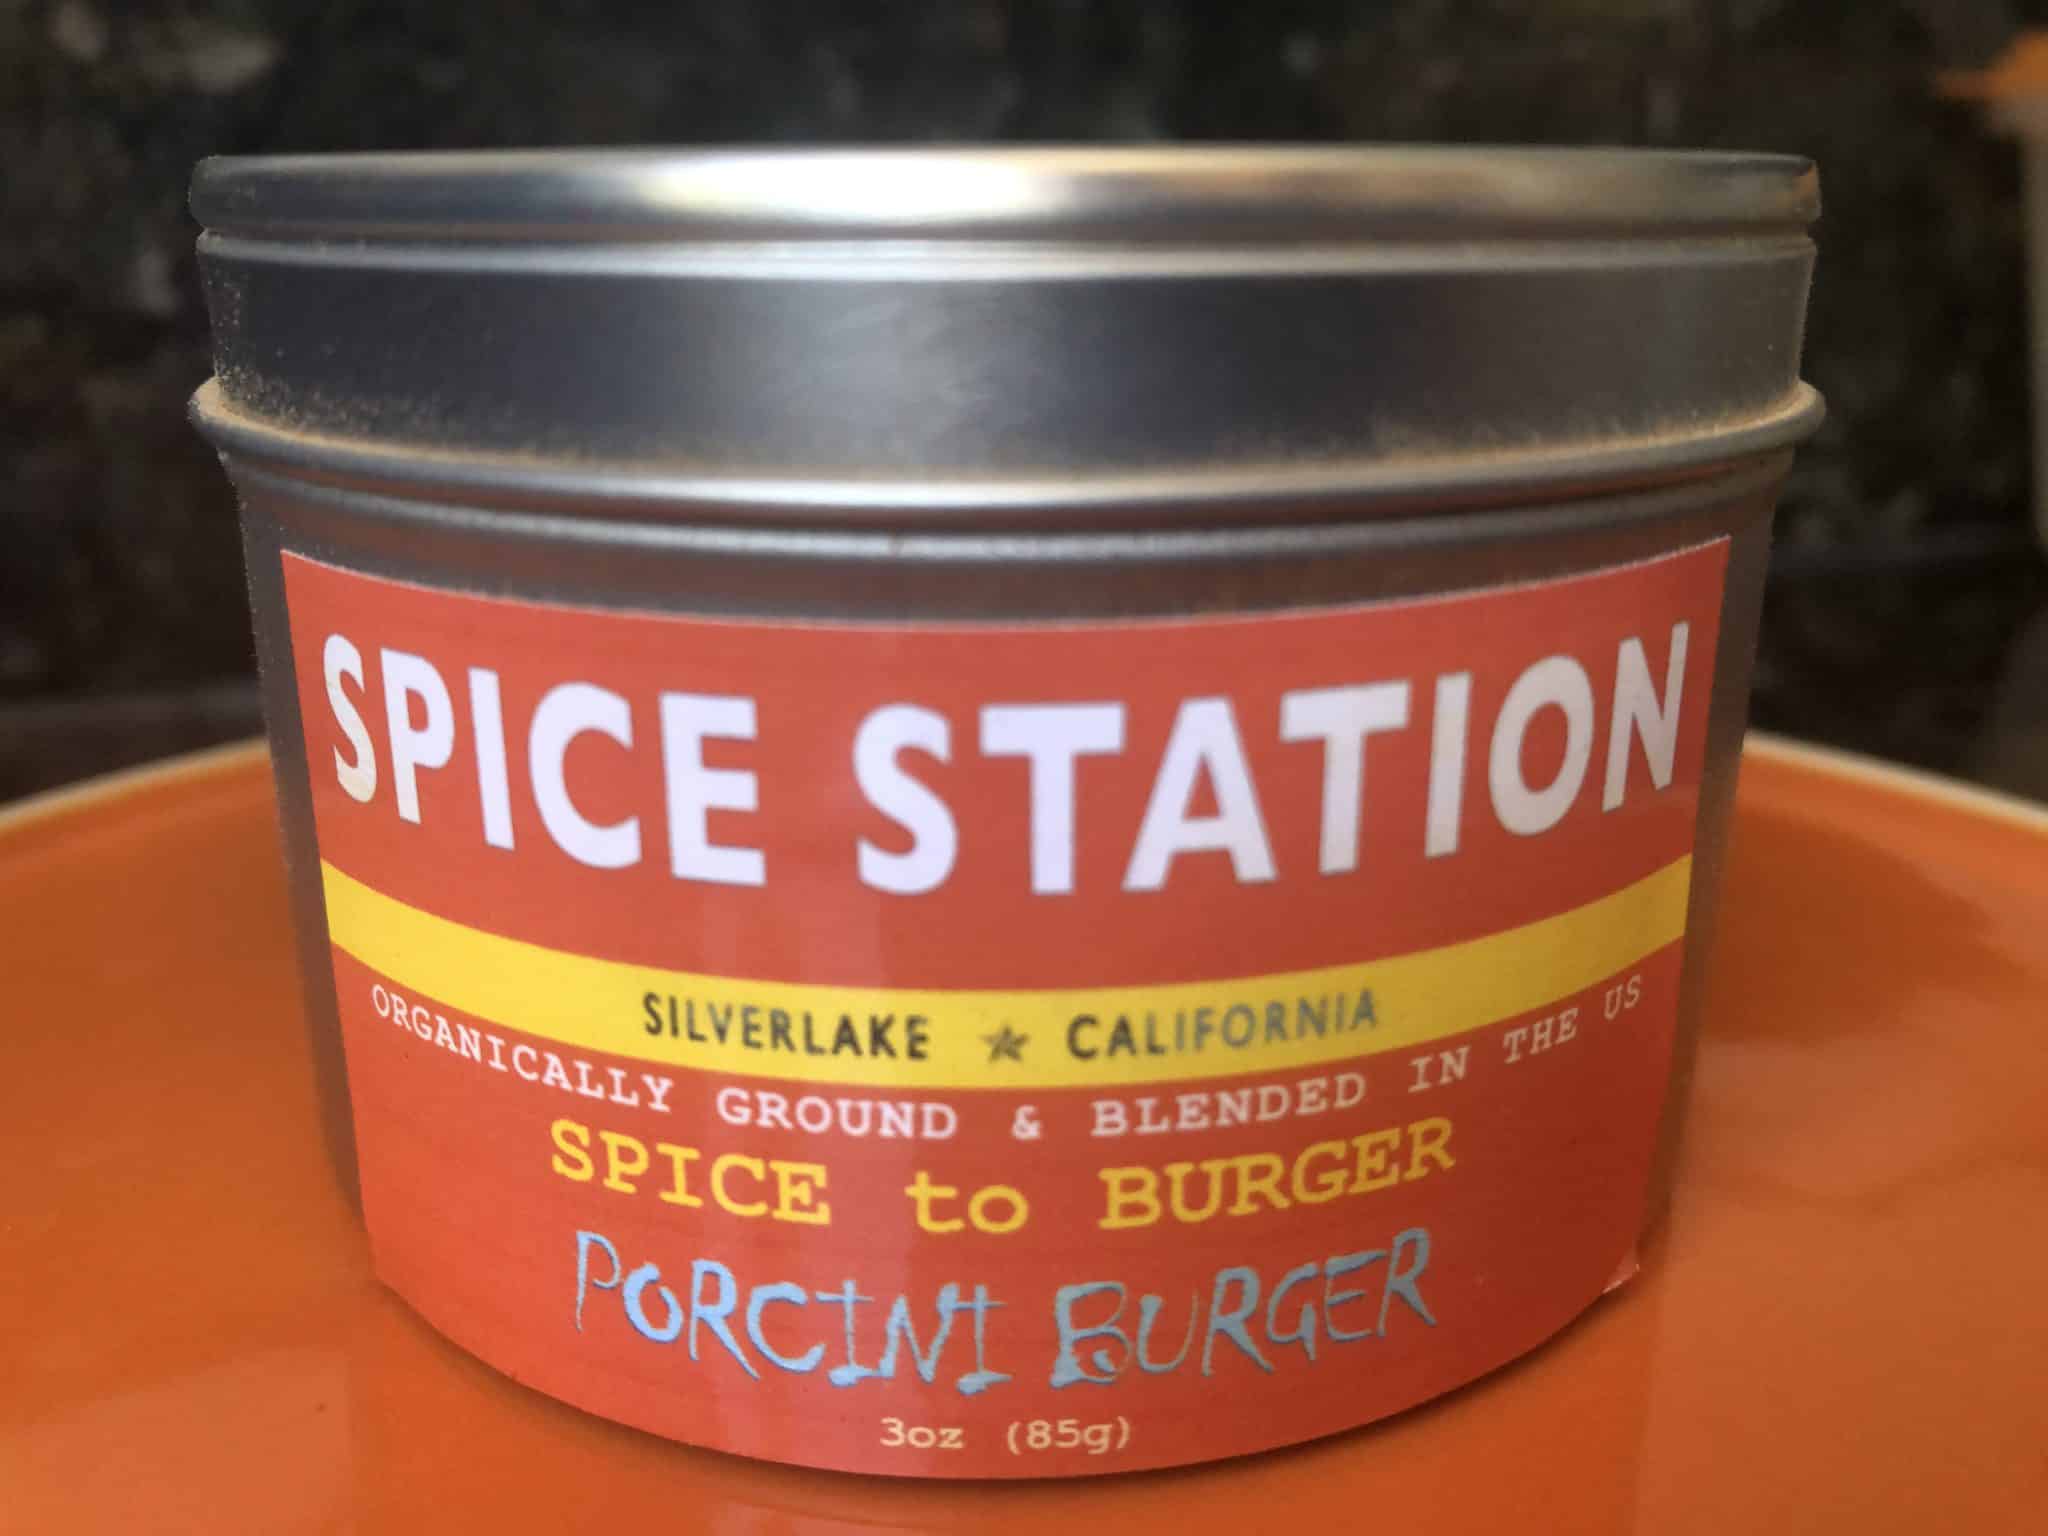 SPICE STATION
SILVERLAKE ★ CALIFORNIA
ORGANICALLY GROUND & BLENDED IN THE US
SPICE to BURGER
PORCINI BURGER
3oz (85g)